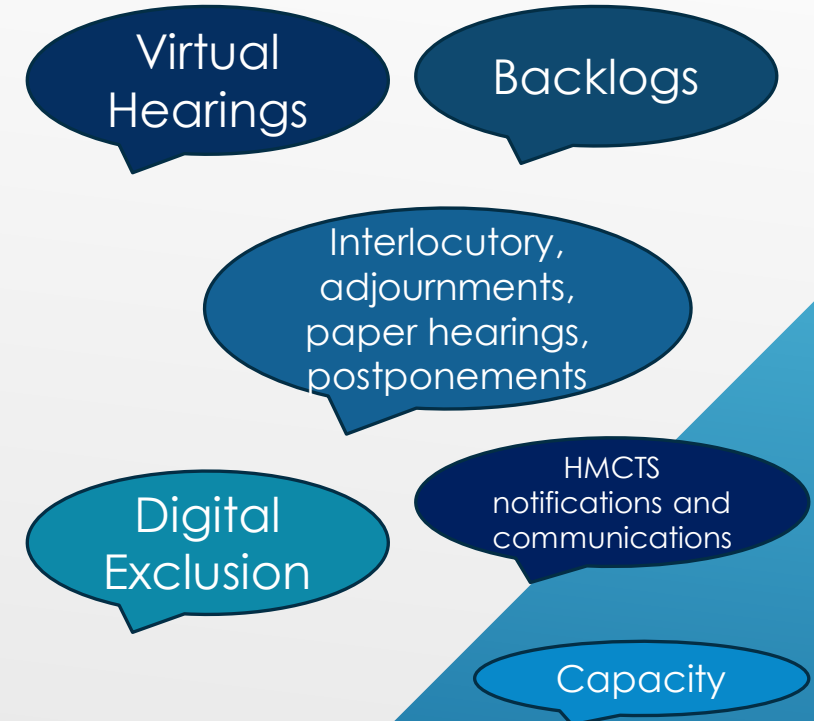 Virtual
Hearings
Backlogs
Interlocutory,
adjournments,
paper hearings,
postponements
Digital
Exclusion
HMCTS
notifications and
communications
Capacity